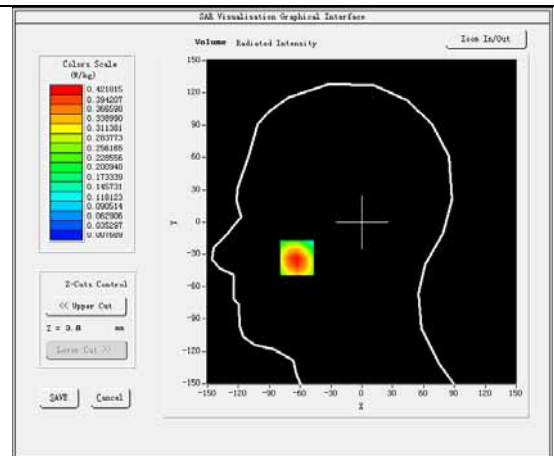 SAR Visualisation Graphical Interface
Volume Radiated Intensity
Zoom In/Out
Colors Scale
(W/kg)
0.421815
0.394207
0.366598
0.338990
0.311381
0.283773
0.256165
0.228556
0.200948
0.173339
0.145731
0.118123
0.090514
0.062906
0.035297
0.007689
150
120
90
60
30
0
-30
-60
-90
-120
-150
Y
-150 -120 -90 -60 -30 0 30 60 90 120 150
X
Z-Cuts Control
<< Upper Cut
Z = 3.8 mm
Lower Cut >>
SAVE
Cancel